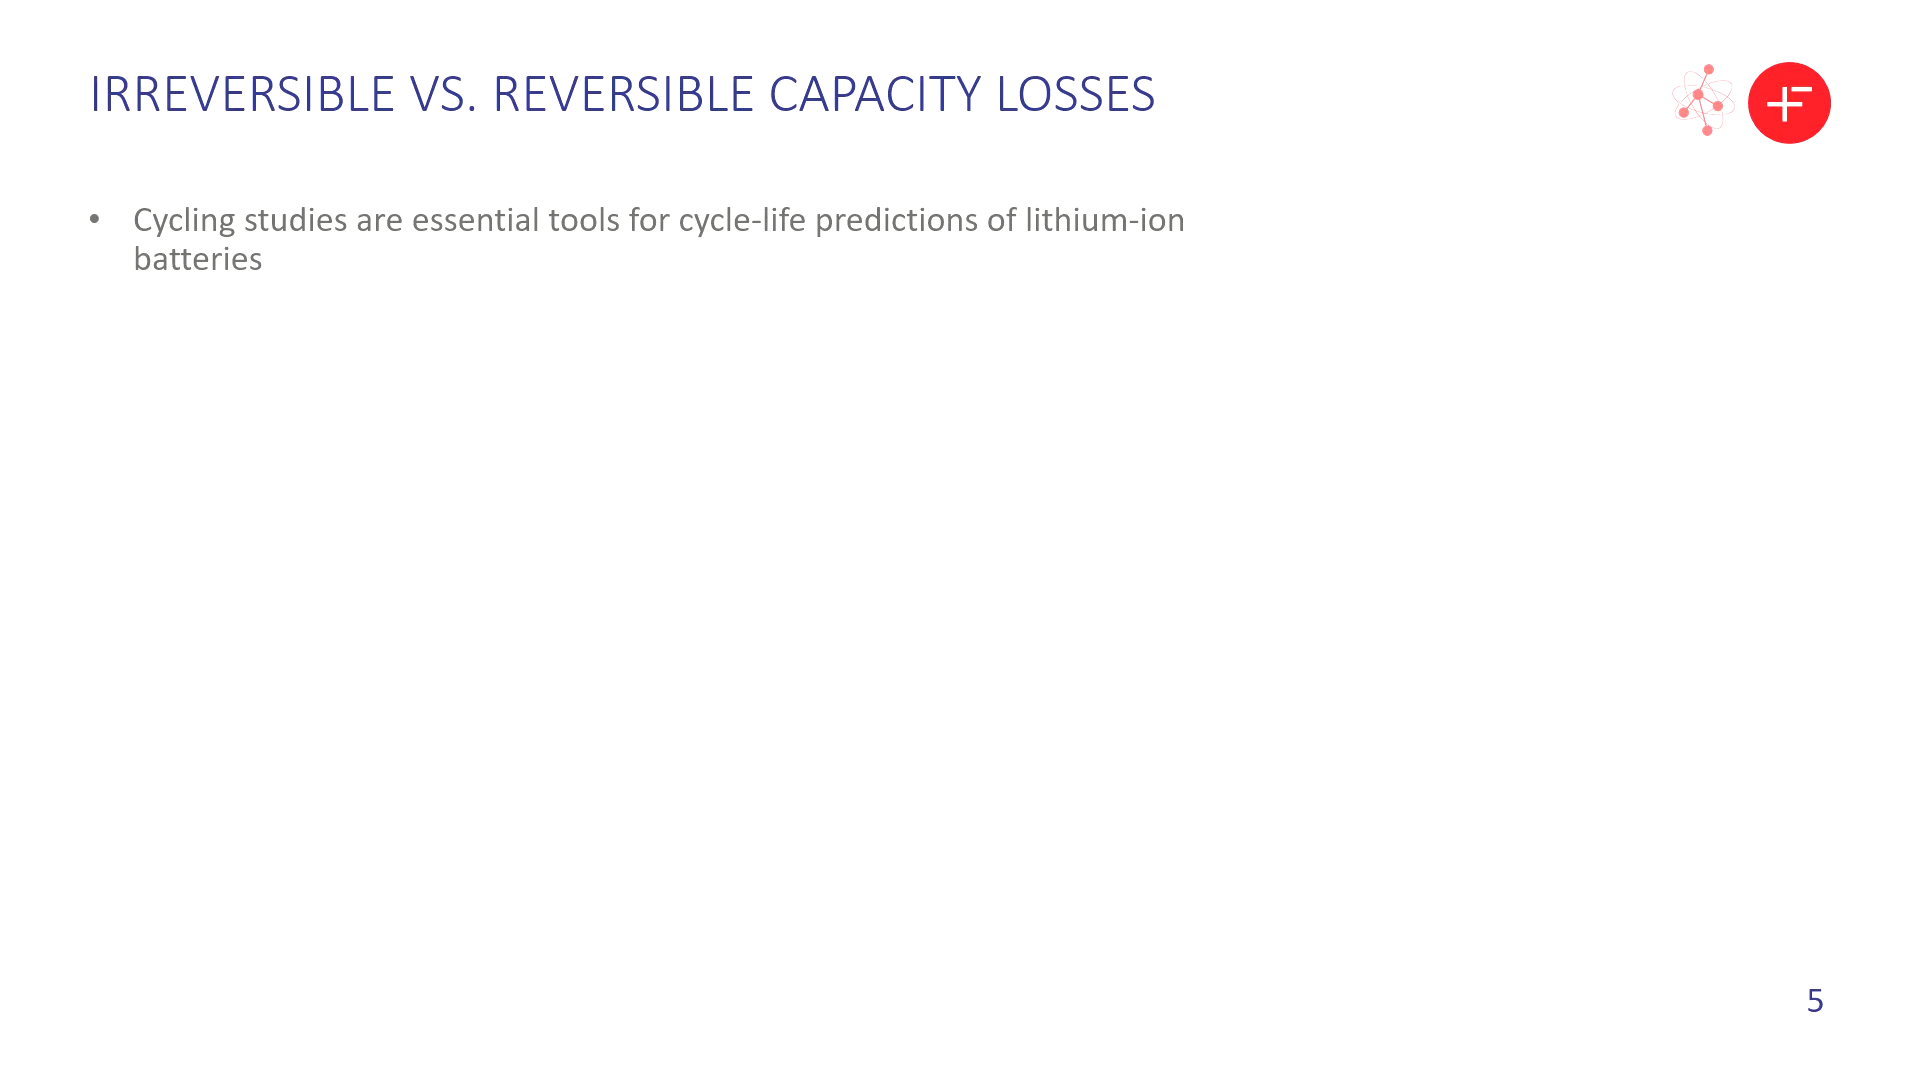 IRREVERSIBLE VS. REVERSIBLE CAPACITY LOSSES
• Cycling studies are essential tools for cycle-life predictions of lithium-ion
batteries
5